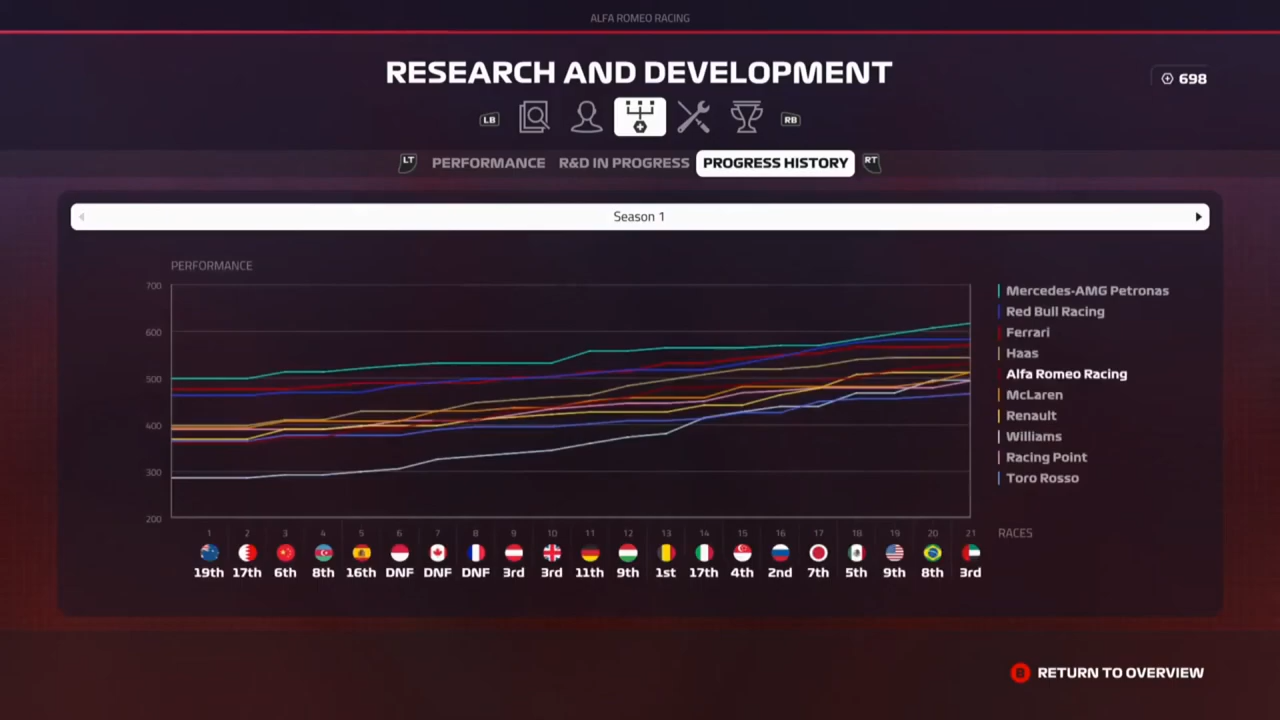 ALFA ROMEO RACING
RESEARCH AND DEVELOPMENT
698
LB RB
LT PERFORMANCE R&D IN PROGRESS PROGRESS HISTORY RT
Season 1
PERFORMANCE
700
600
500
400
300
200
Mercedes-AMG Petronas
Red Bull Racing
Ferrari
Haas
Alfa Romeo Racing
McLaren
Renault
Williams
Racing Point
Toro Rosso
1 2 3 4 5 6 7 8 9 10 11 12 13 14 15 16 17 18 19 20 21 RACES
19th 17th 6th 8th 16th DNF DNF DNF 3rd 3rd 11th 9th 1st 17th 4th 2nd 7th 5th 9th 8th 3rd
B RETURN TO OVERVIEW